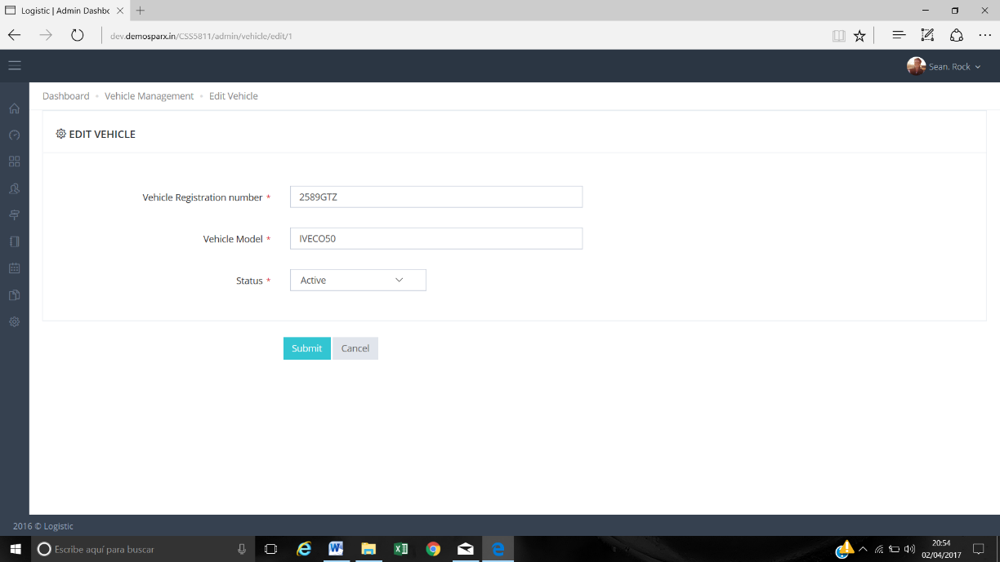 Logistic | Admin Dashbc
dev.demosparx.in/CSS5811/admin/vehicle/edit/1
Sean. Rock
Dashboard Vehicle Management Edit Vehicle
EDIT VEHICLE
Vehicle Registration number * 2589GTZ
Vehicle Model * IVECO50
Status * Active
Submit Cancel
2016 © Logistic
Escribe aquí para buscar
20:54
02/04/2017